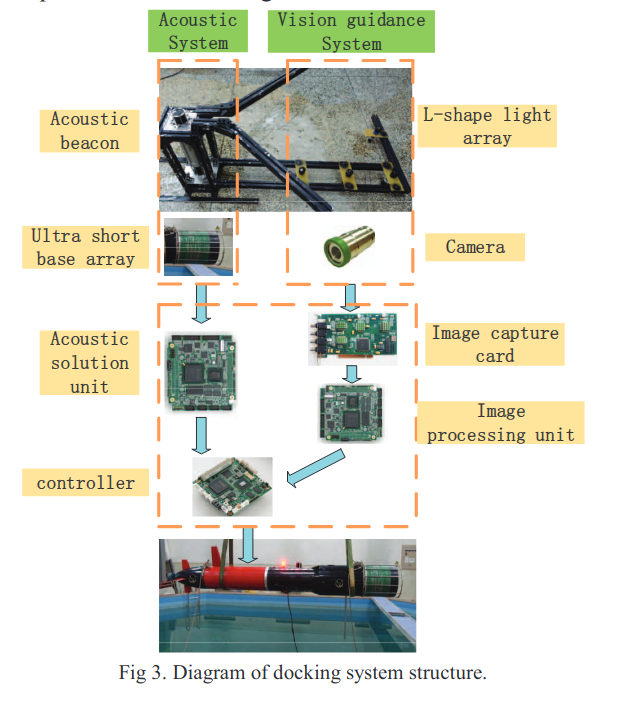 Acoustic
System
Vision guidance
System
Acoustic
beacon
L-shape light
array
Ultra short
base array
Camera
Acoustic
solution
unit
Image capture
card
Image
processing unit
controller
Fig 3. Diagram of docking system structure.